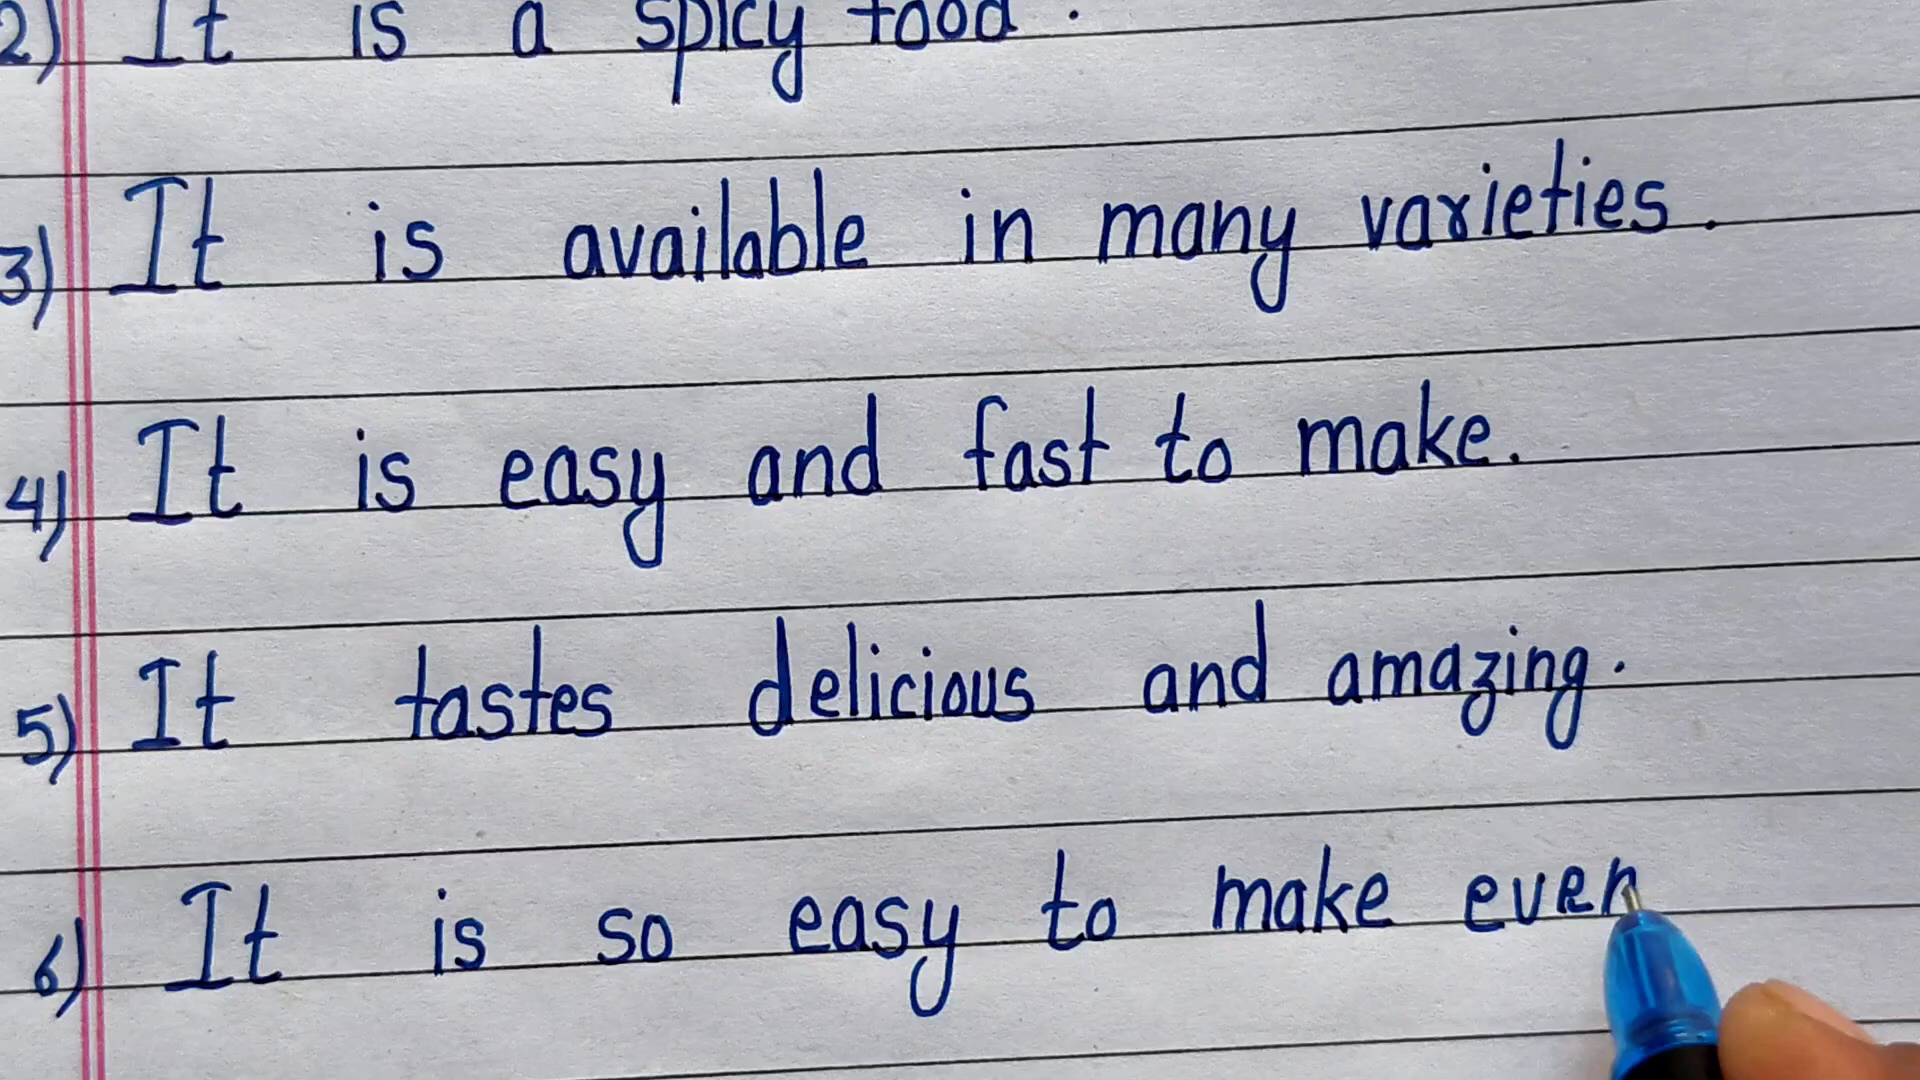 2) It is a spicy food.
3) It is available in many varieties.
4) It is easy and fast to make.
5) It tastes delicious and amazing.
6) It is so easy to make even